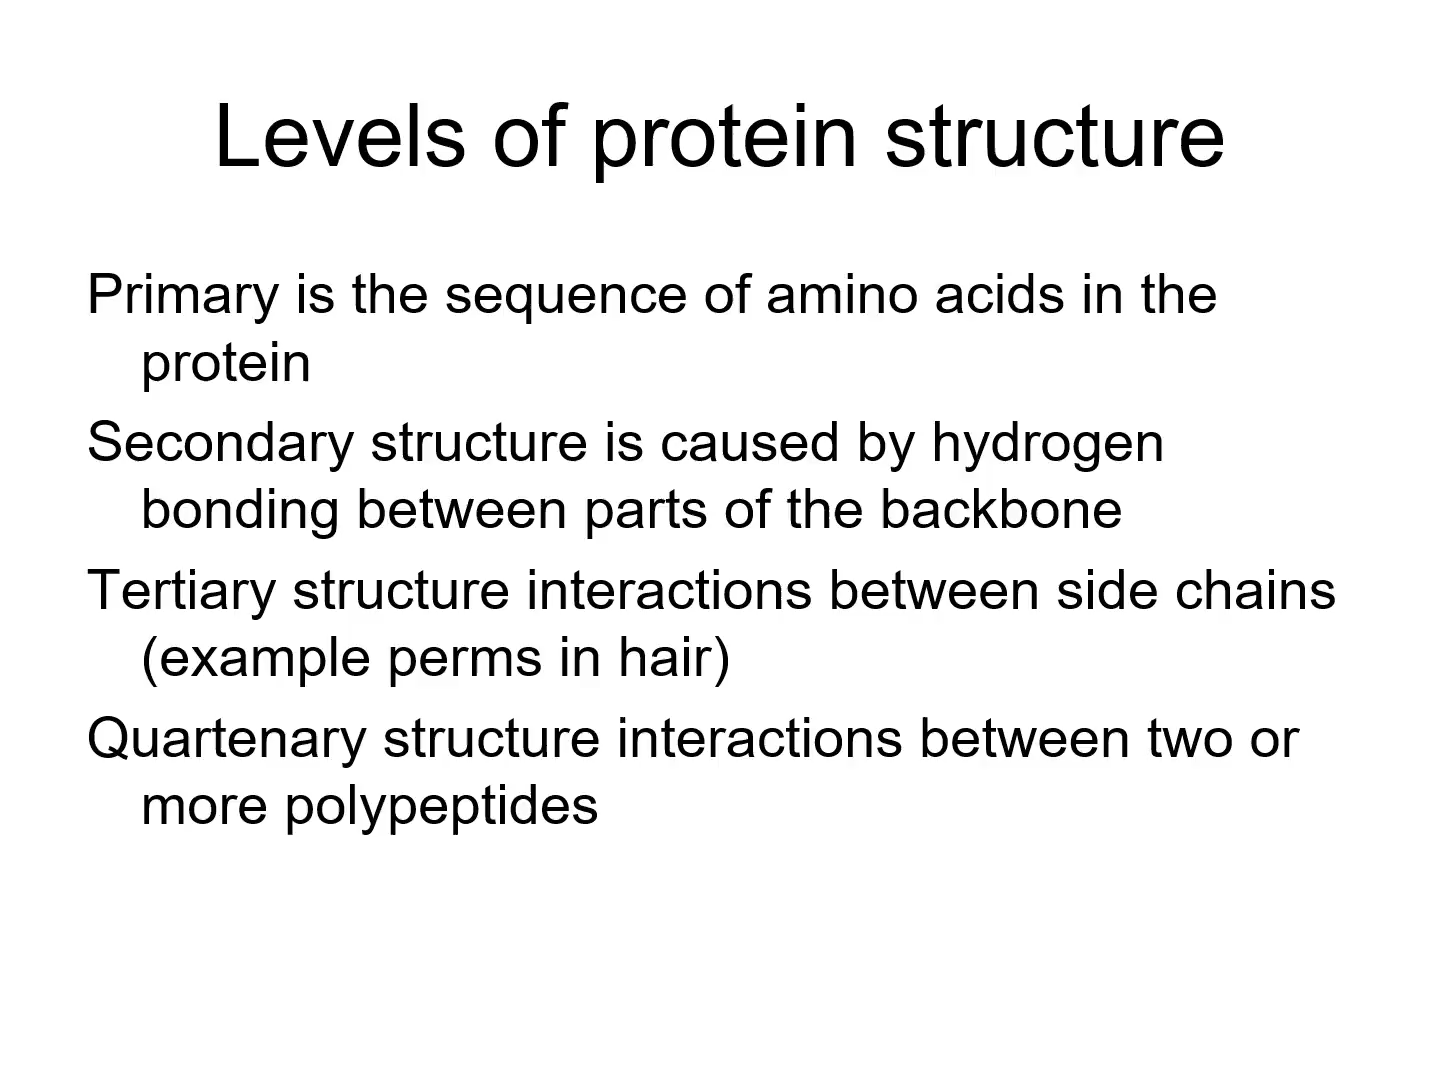 Levels of protein structure
Primary is the sequence of amino acids in the
protein
Secondary structure is caused by hydrogen
bonding between parts of the backbone
Tertiary structure interactions between side chains
(example perms in hair)
Quartenary structure interactions between two or
more polypeptides